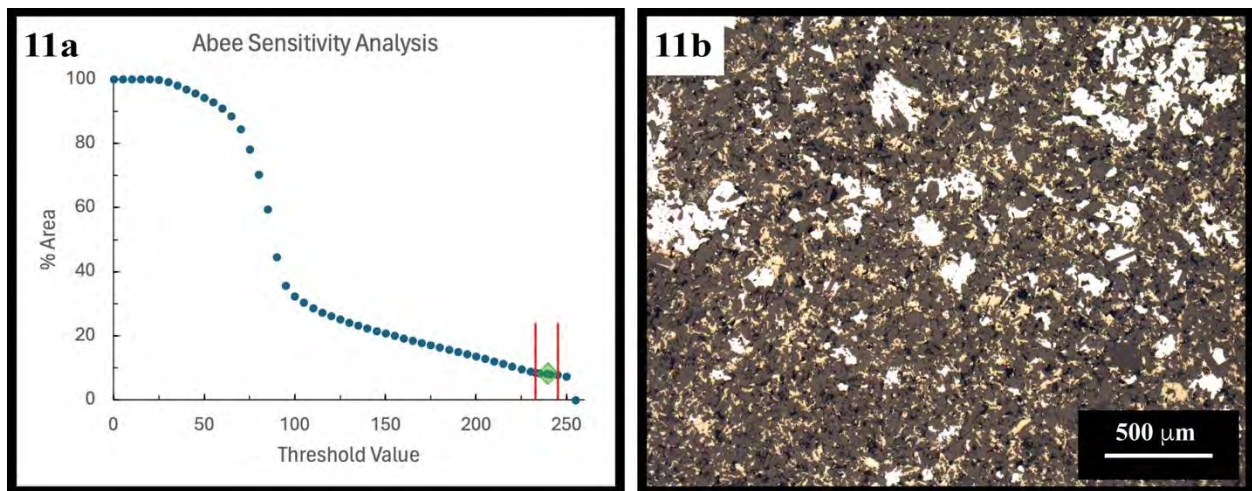 11a
Abee Sensitivity Analysis
100
80
60
40
20
0
% Area
0 50 100 150 200 250
Threshold Value
11b
500 μm